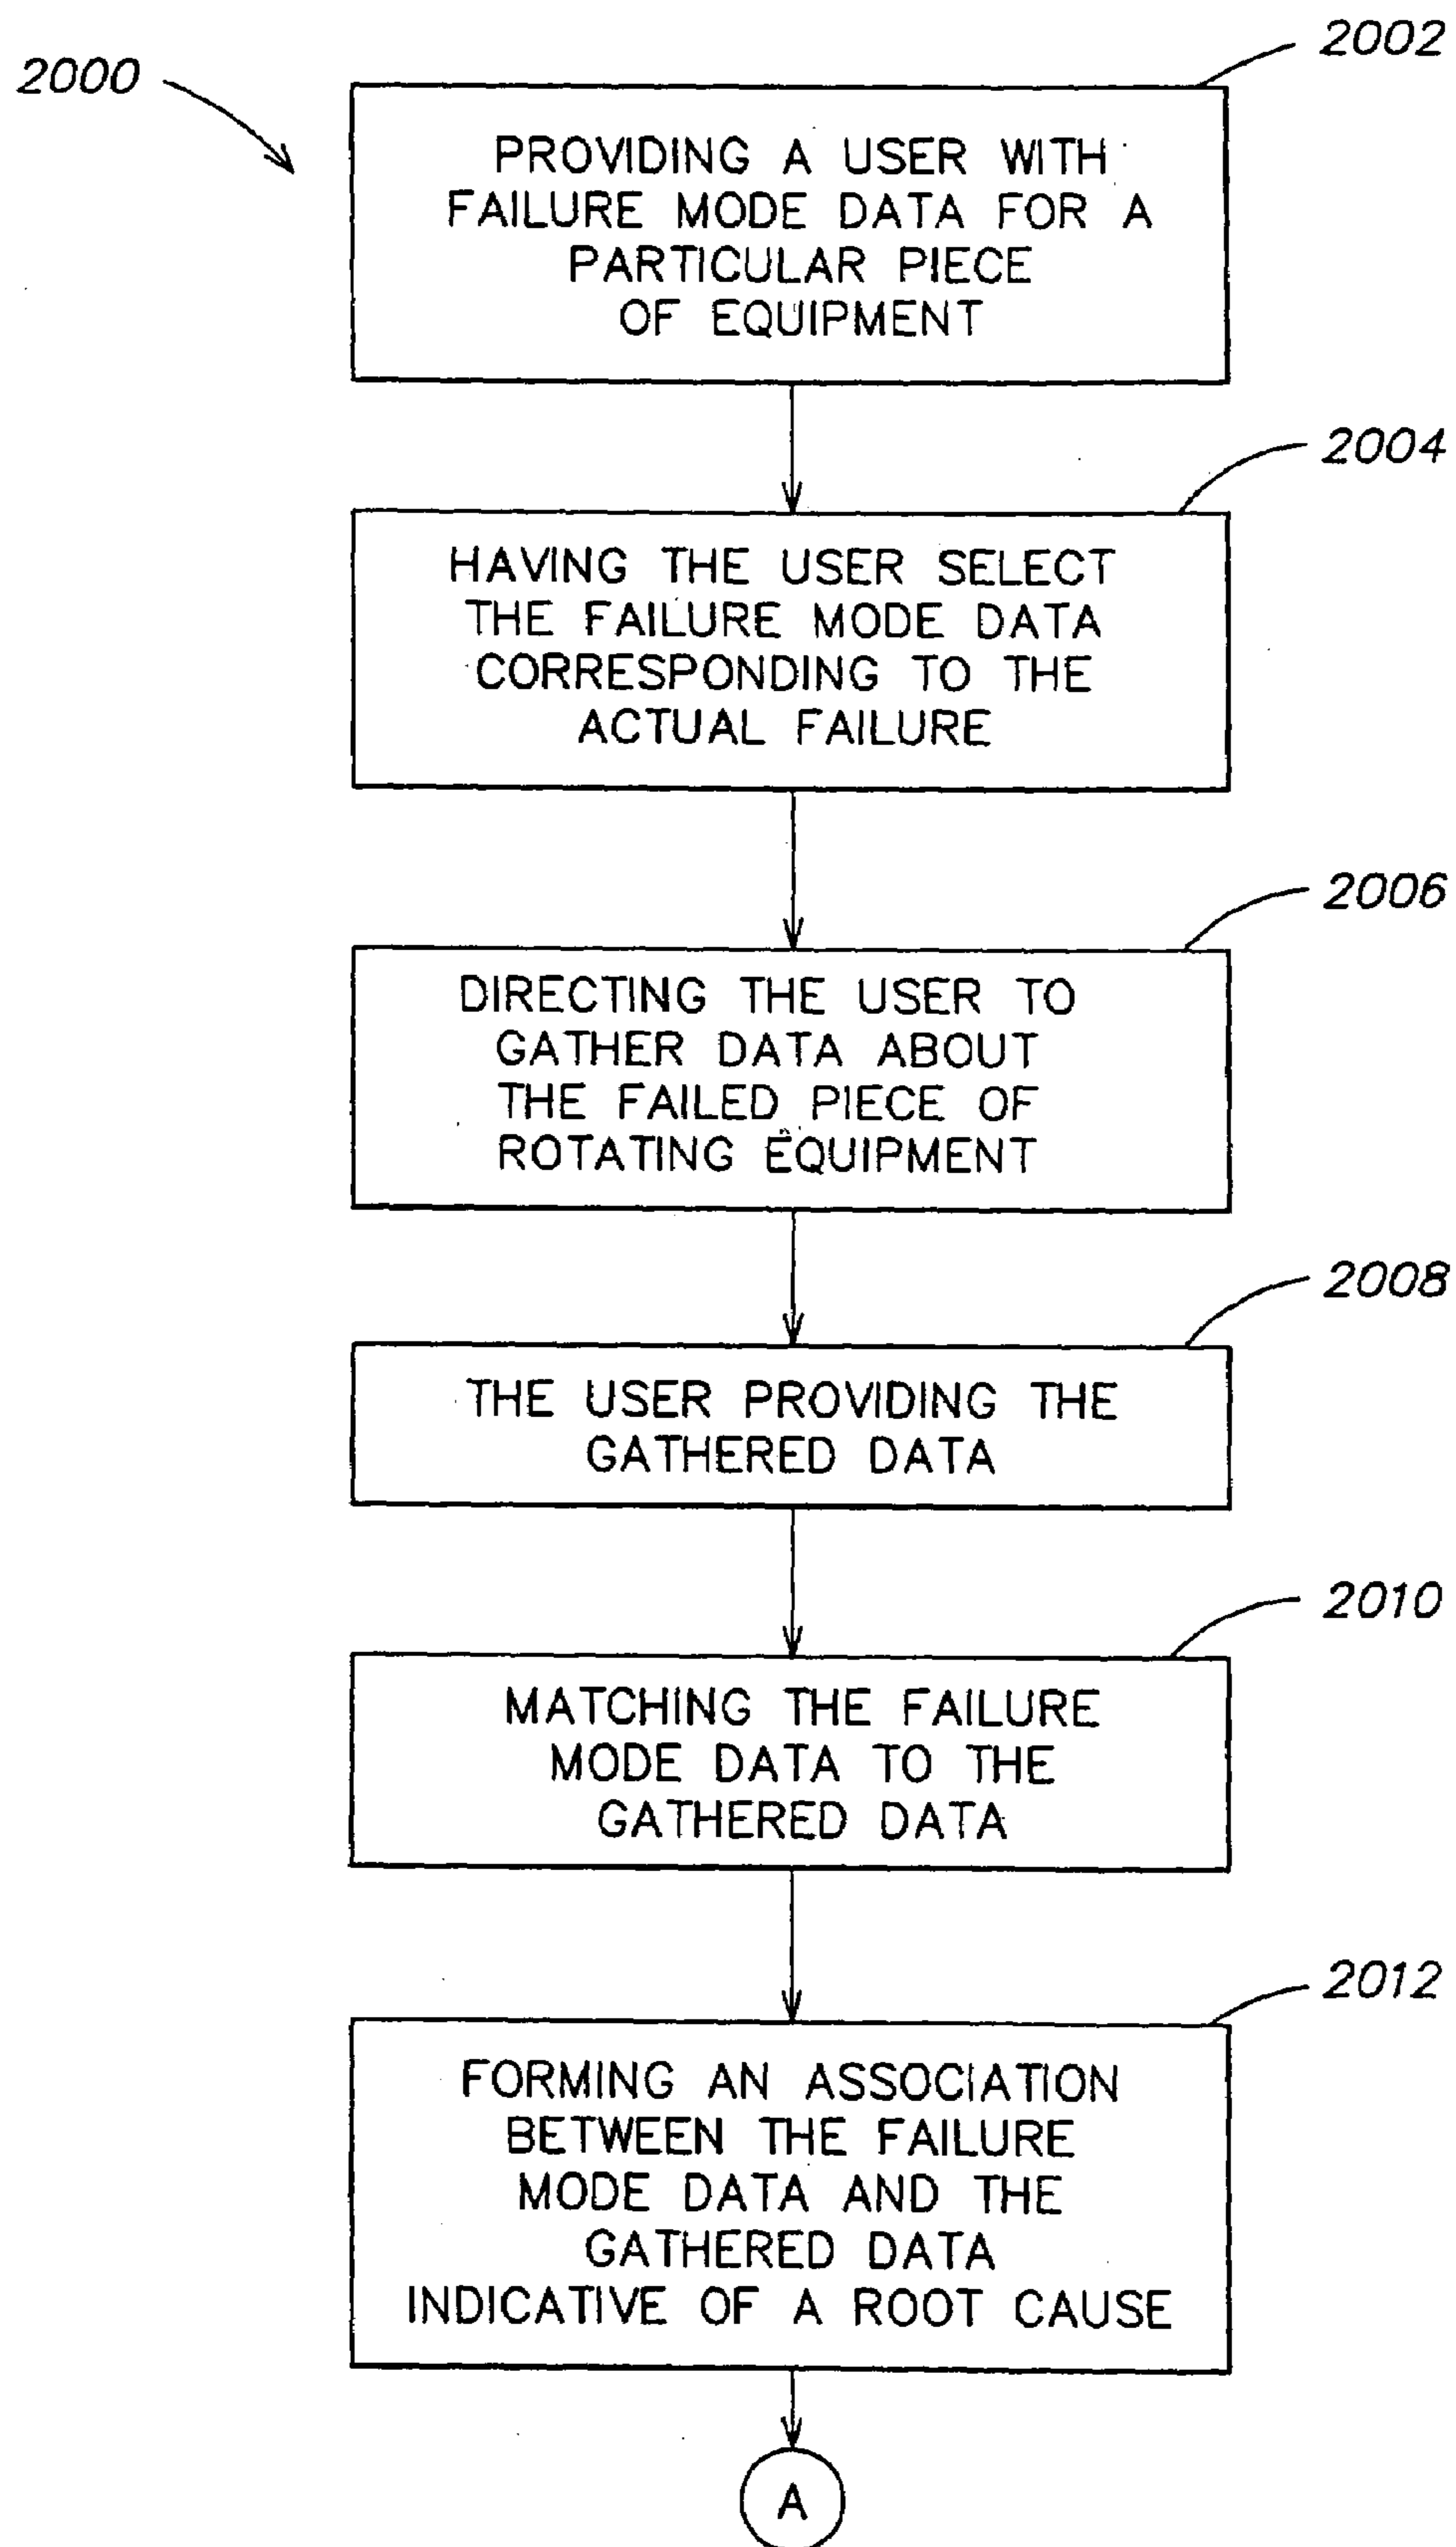 2000
2002
PROVIDING A USER WITH
FAILURE MODE DATA FOR A
PARTICULAR PIECE
OF EQUIPMENT
2004
HAVING THE USER SELECT
THE FAILURE MODE DATA
CORRESPONDING TO THE
ACTUAL FAILURE
2006
DIRECTING THE USER TO
GATHER DATA ABOUT
THE FAILED PIECE OF
ROTATING EQUIPMENT
2008
THE USER PROVIDING THE
GATHERED DATA
2010
MATCHING THE FAILURE
MODE DATA TO THE
GATHERED DATA
2012
FORMING AN ASSOCIATION
BETWEEN THE FAILURE
MODE DATA AND THE
GATHERED DATA
INDICATIVE OF A ROOT CAUSE
A